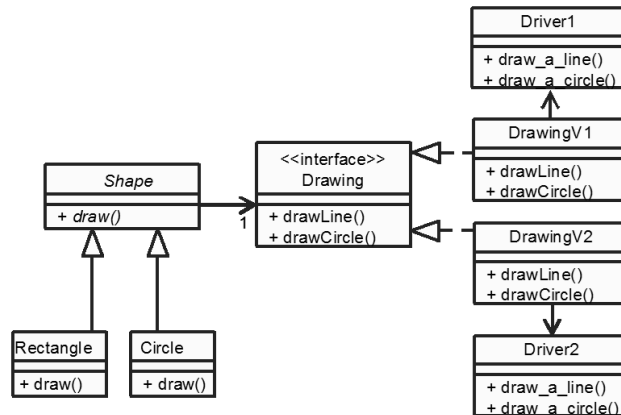 Driver1
+ draw_a_line()
+ draw_a_circle()
DrawingV1
+ drawLine()
+ drawCircle()
<<interface>>
Drawing
+ drawLine()
+ drawCircle()
Shape
+ draw()
1
DrawingV2
+ drawLine()
+ drawCircle()
Rectangle
+ draw()
Circle
+ draw()
Driver2
+ draw_a_line()
+ draw_a_circle()